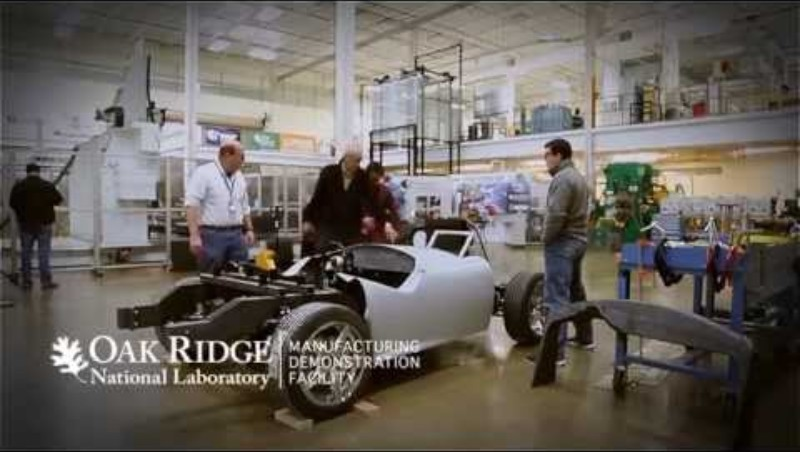 OAK RIDGE
National Laboratory
MANUFACTURING
DEMONSTRATION
FACILITY